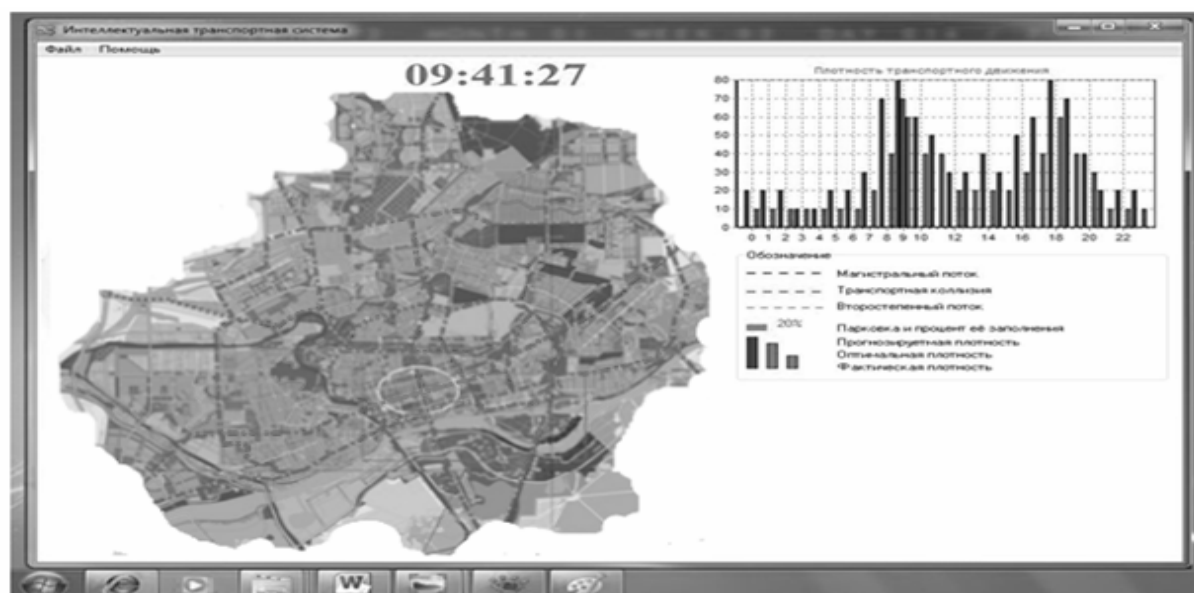 Интеллектуальная транспортная система
Файл Помощь
09:41:27
Плотность транспортного движения
80
70
60
50
40
30
20
10
0
0 1 2 3 4 5 6 7 8 9 10 12 14 16 18 20 22
Обозначение
Магистральный поток
Транспортная коллизия
Второстепенный поток
20% Парковка и процент её заполнения
Прогнозируетмая плотность
Оптимальная плотность
Фактическая плотность
W